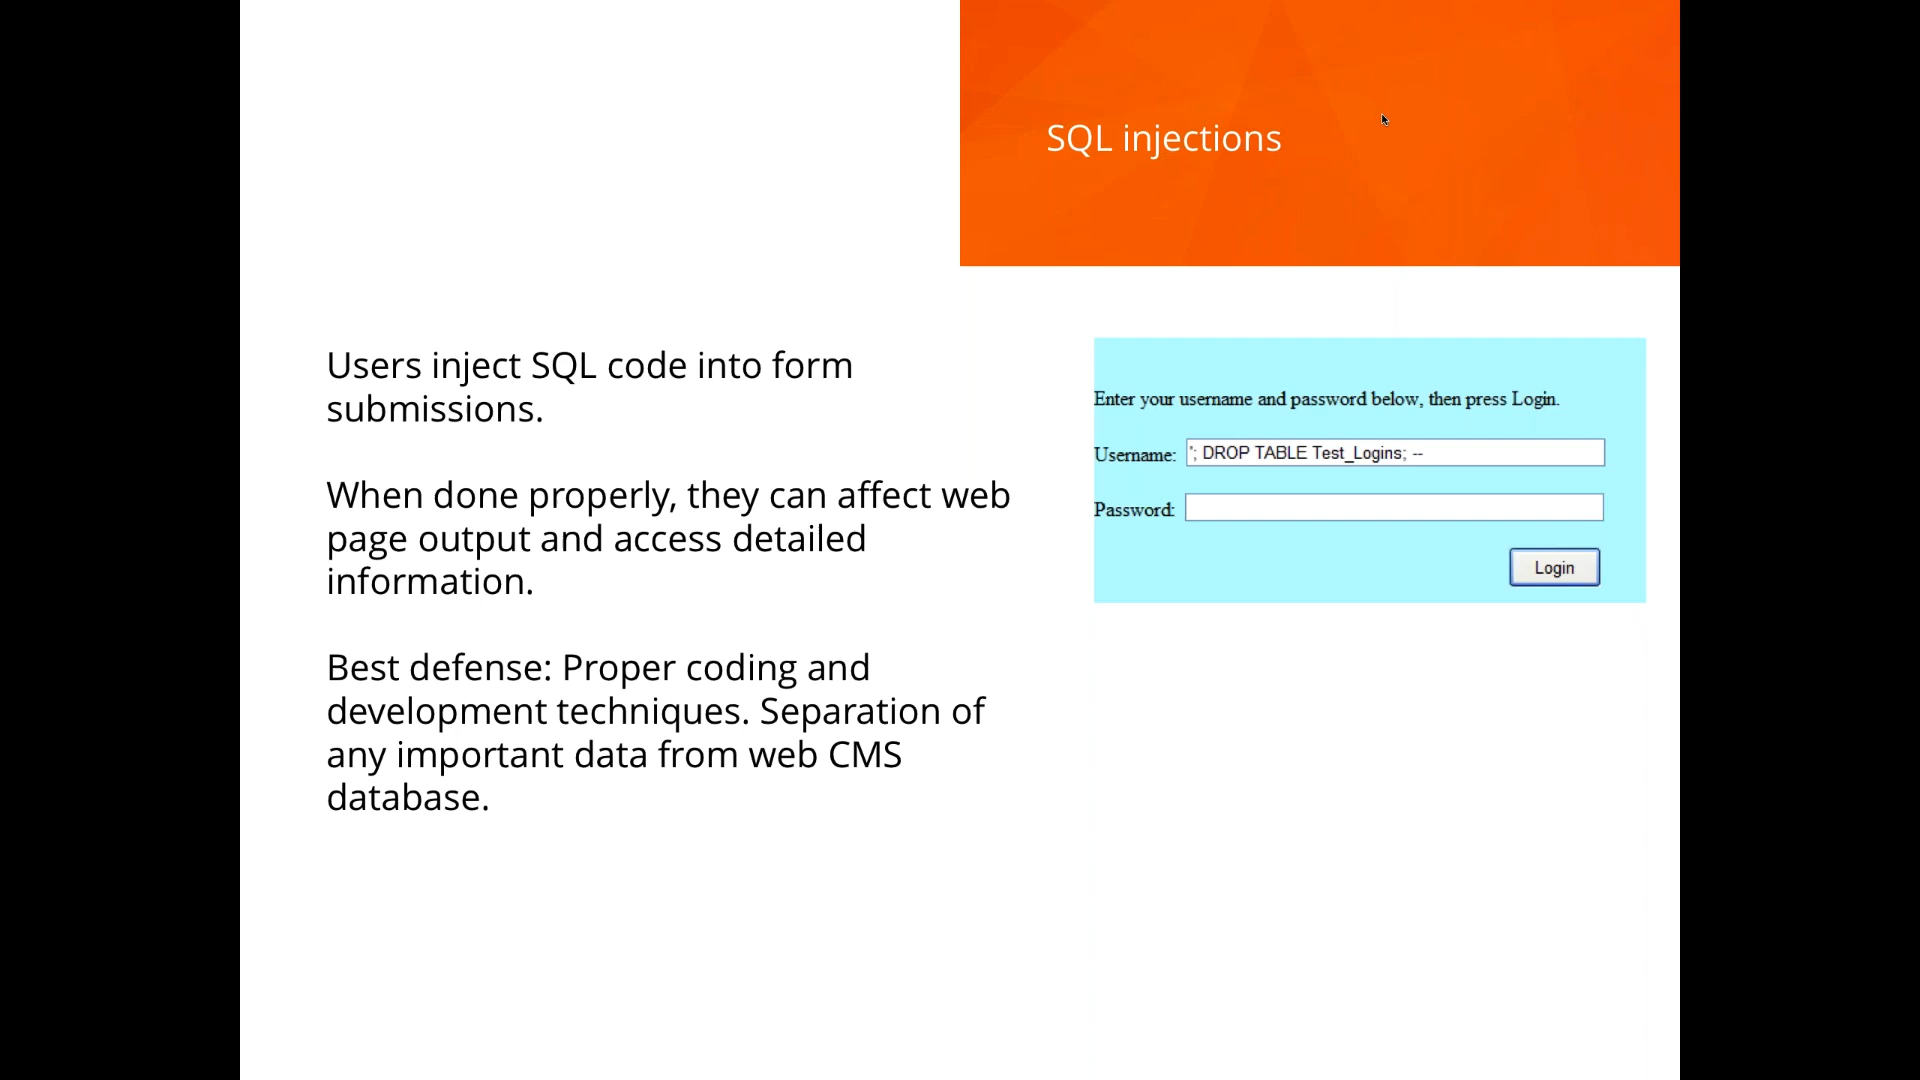 SQL injections
Users inject SQL code into form
submissions.
When done properly, they can affect web
page output and access detailed
information.
Best defense: Proper coding and
development techniques. Separation of
any important data from web CMS
database.
Enter your username and password below, then press Login.
Username: '; DROP TABLE Test_Logins; --
Password:
Login